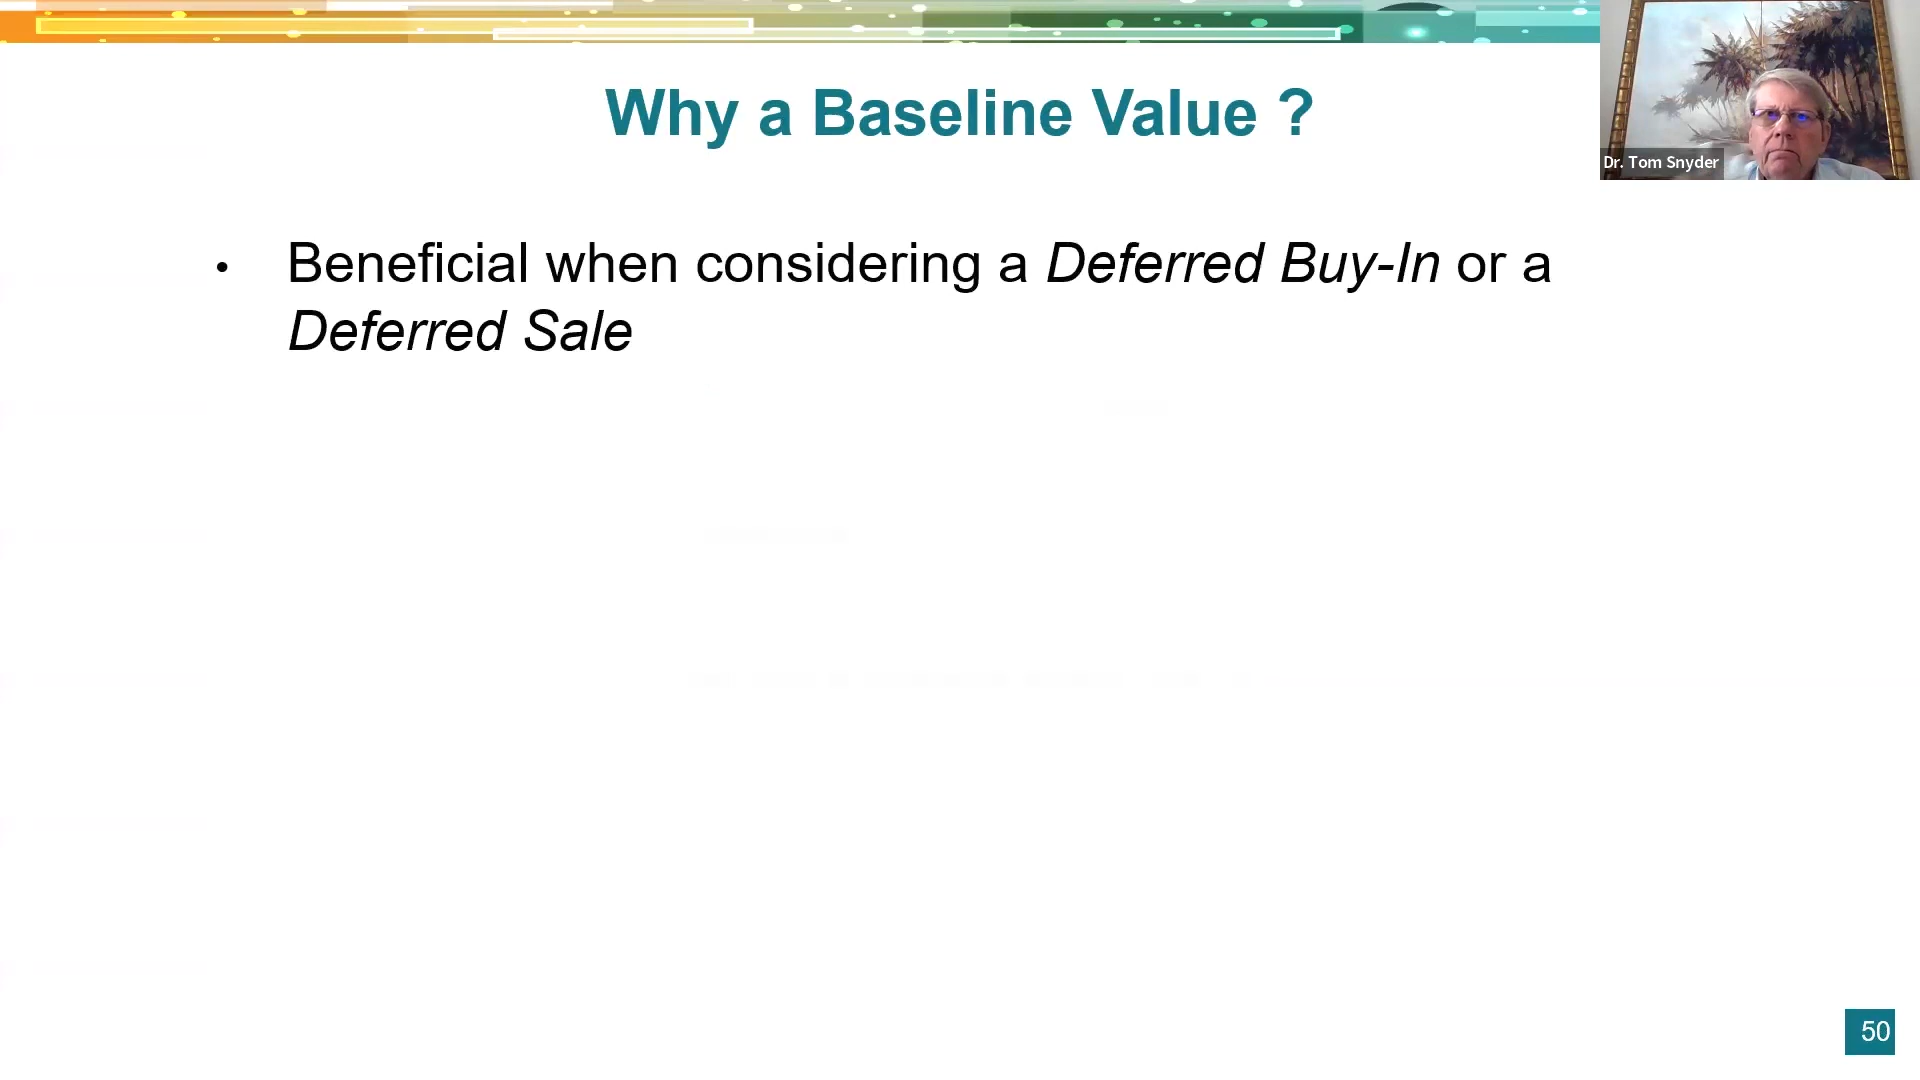 Why a Baseline Value ?
Dr. Tom Snyder
• Beneficial when considering a Deferred Buy-In or a
Deferred Sale
50